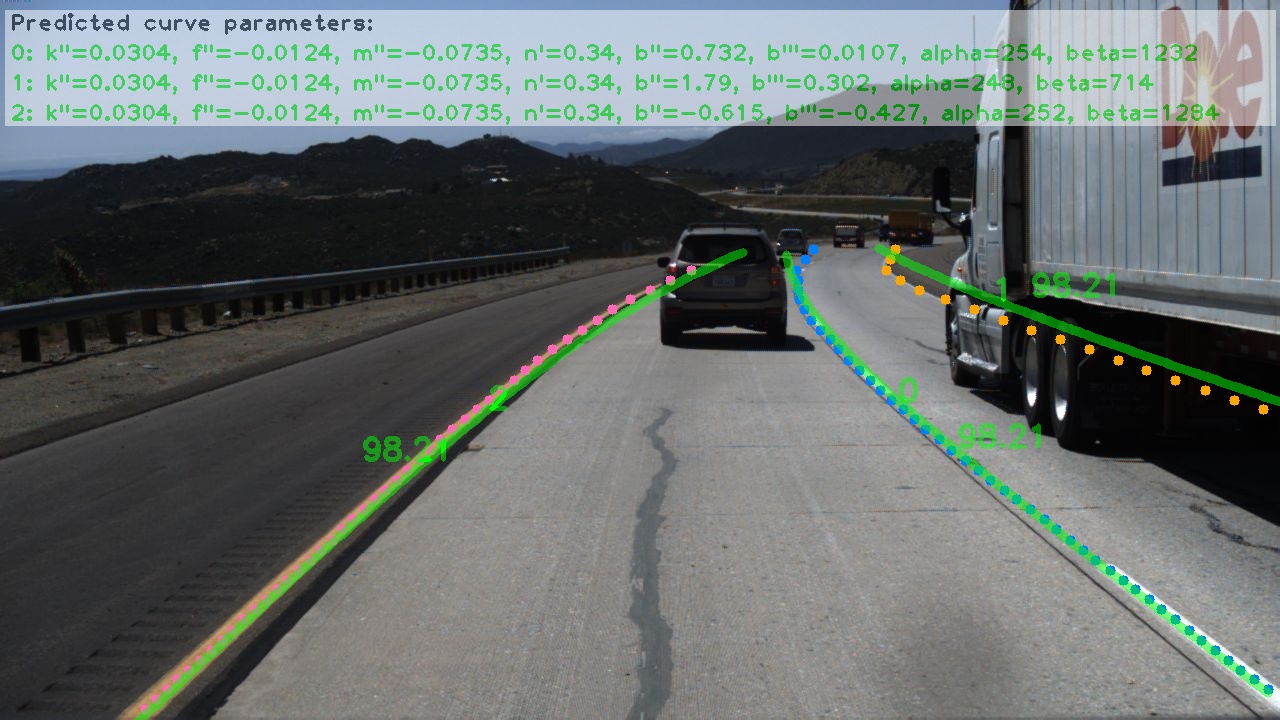 Predicted curve parameters:
0: k''=0.0304, f''=-0.0124, m''=-0.0735, n'=0.34, b''=0.732, b'''=0.0107, alpha=254, beta=1232
1: k''=0.0304, f''=-0.0124, m''=-0.0735, n'=0.34, b''=1.79, b'''=0.302, alpha=248, beta=714
2: k''=0.0304, f''=-0.0124, m''=-0.0735, n'=0.34, b''=-0.615, b'''=-0.427, alpha=252, beta=1284
Dole
1 98.21
2
0
98.21
98.21